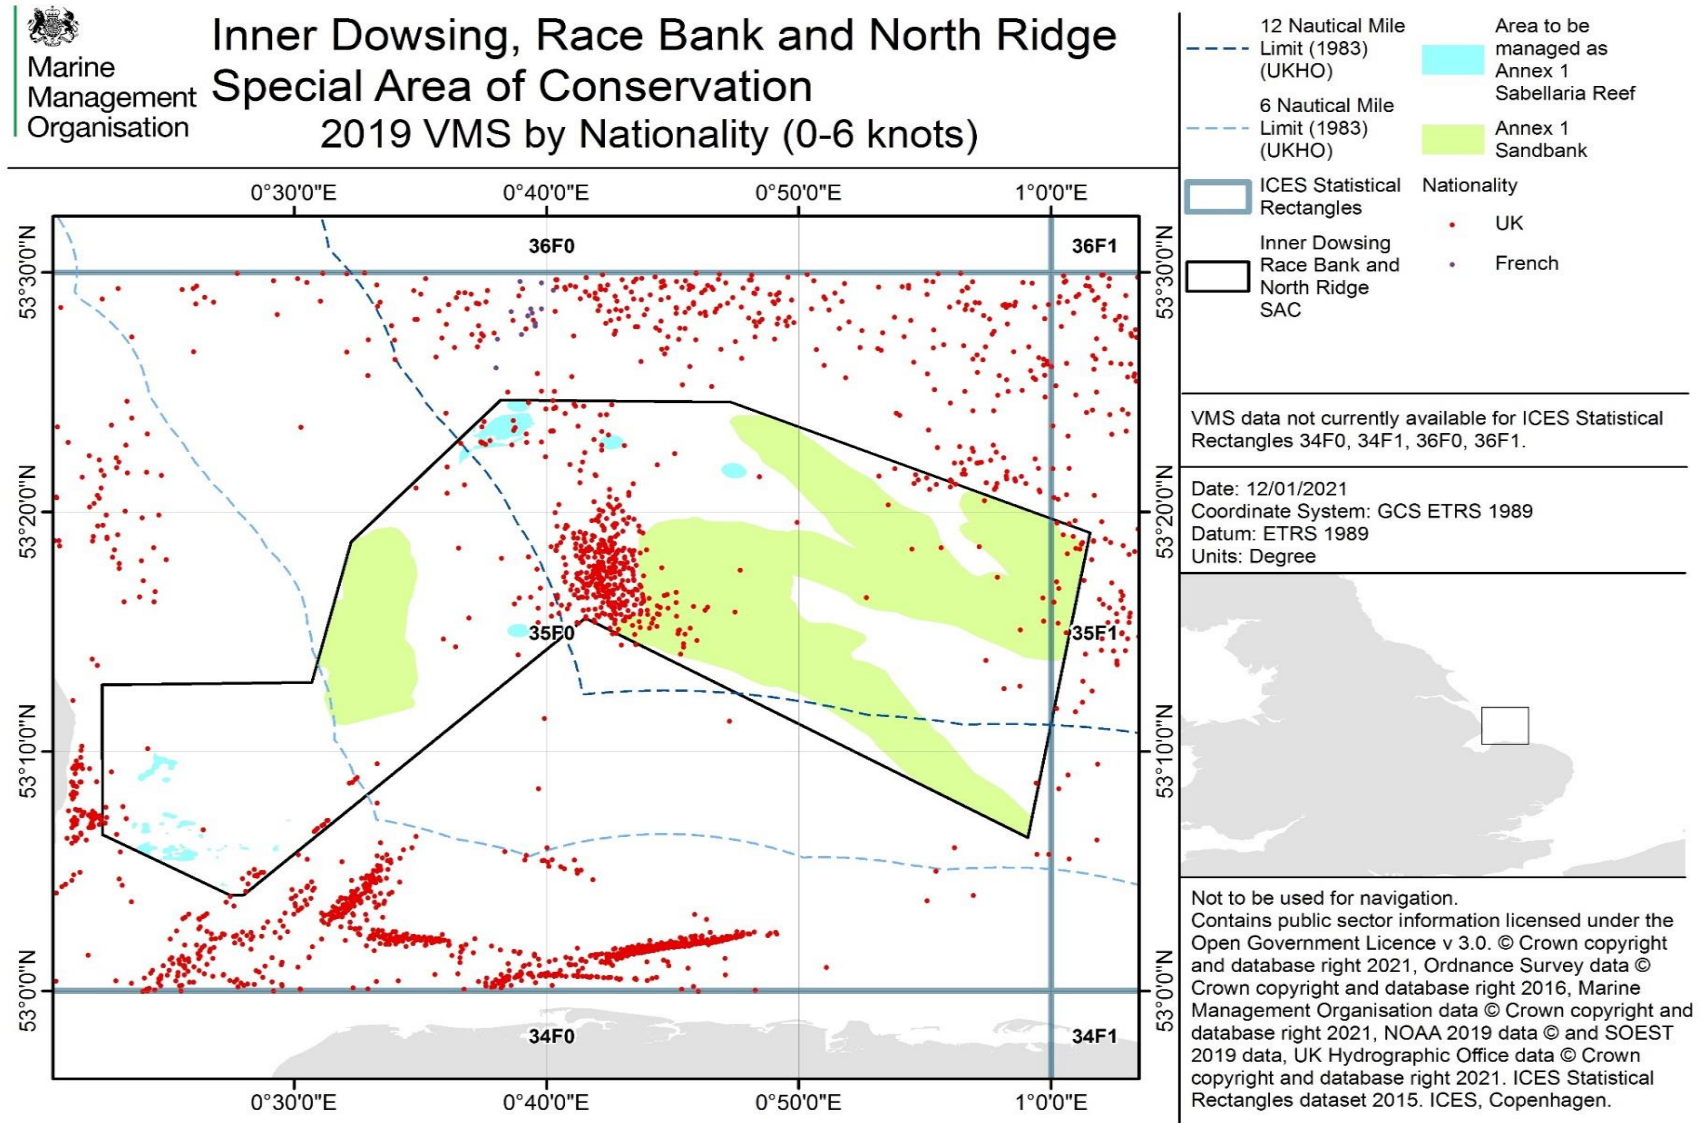 Marine
Management
Organisation
Inner Dowsing, Race Bank and North Ridge
Special Area of Conservation
2019 VMS by Nationality (0-6 knots)
12 Nautical Mile
Limit (1983)
(UKHO)
6 Nautical Mile
Limit (1983)
(UKHO)
ICES Statistical
Rectangles
Inner Dowsing
Race Bank and
North Ridge
SAC
Area to be
managed as
Annex 1
Sabellaria Reef
Annex 1
Sandbank
Nationality
UK
French
0°30'0"E
0°40'0"E
0°50'0"E
1°0'0"E
53°30'0"N
53°20'0"N
53°10'0"N
53°0'0"N
36F0
36F1
35F0
35F1
34F0
34F1
53°30'0"N
53°20'0"N
53°10'0"N
53°0'0"N
0°30'0"E
0°40'0"E
0°50'0"E
1°0'0"E
VMS data not currently available for ICES Statistical
Rectangles 34F0, 34F1, 36F0, 36F1.
Date: 12/01/2021
Coordinate System: GCS ETRS 1989
Datum: ETRS 1989
Units: Degree
Not to be used for navigation.
Contains public sector information licensed under the
Open Government Licence v 3.0. © Crown copyright
and database right 2021, Ordnance Survey data ©
Crown copyright and database right 2016, Marine
Management Organisation data © Crown copyright and
database right 2021, NOAA 2019 data © and SOEST
2019 data, UK Hydrographic Office data © Crown
copyright and database right 2021. ICES Statistical
Rectangles dataset 2015. ICES, Copenhagen.